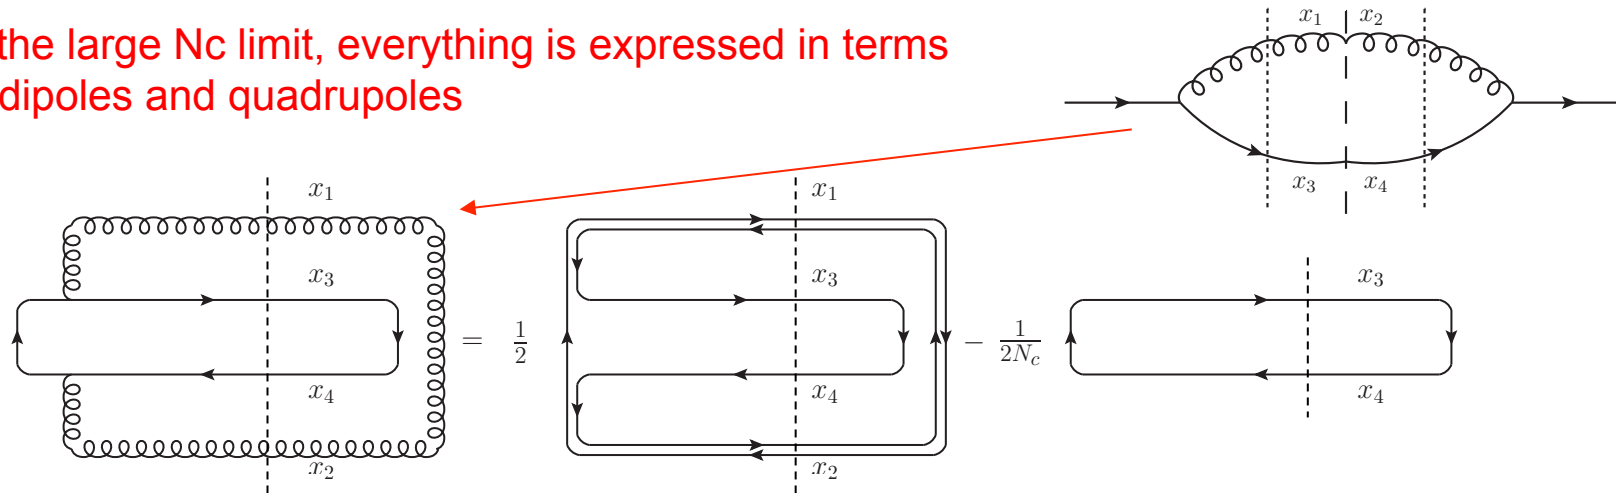 the large Nc limit, everything is expressed in terms
dipoles and quadrupoles
x₁ x₂
x₃ x₄
x₁
x₃
x₄
x₂
= 1/2
x₁
x₃
x₄
x₂
− 1/2N_c
x₃
x₄